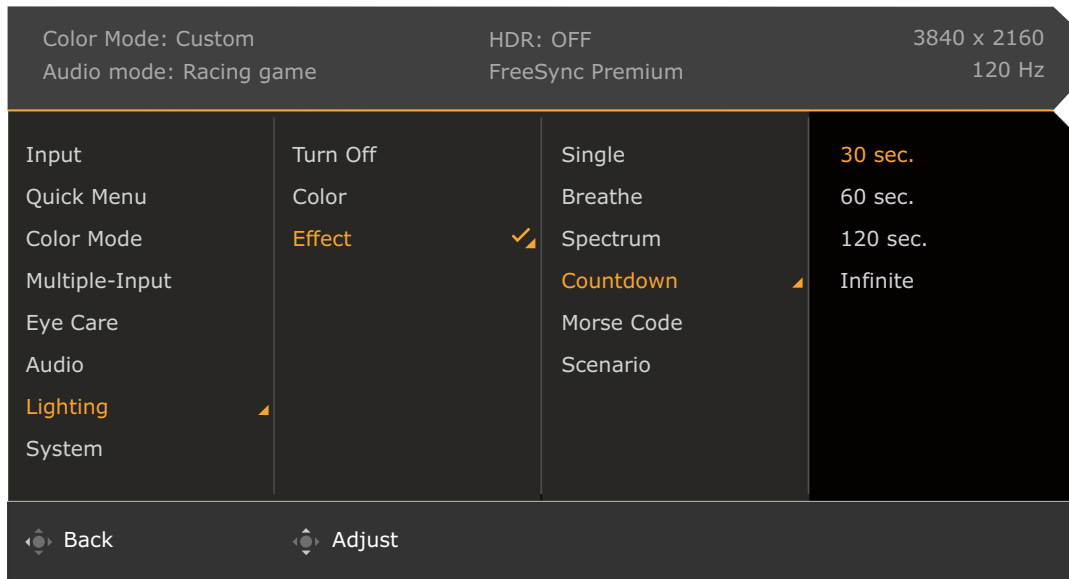 Color Mode: Custom
Audio mode: Racing game
HDR: OFF
FreeSync Premium
3840 x 2160
120 Hz
Input
Quick Menu
Color Mode
Multiple-Input
Eye Care
Audio
Lighting
System
Turn Off
Color
Effect
Single
Breathe
Spectrum
Countdown
Morse Code
Scenario
30 sec.
60 sec.
120 sec.
Infinite
Back
Adjust